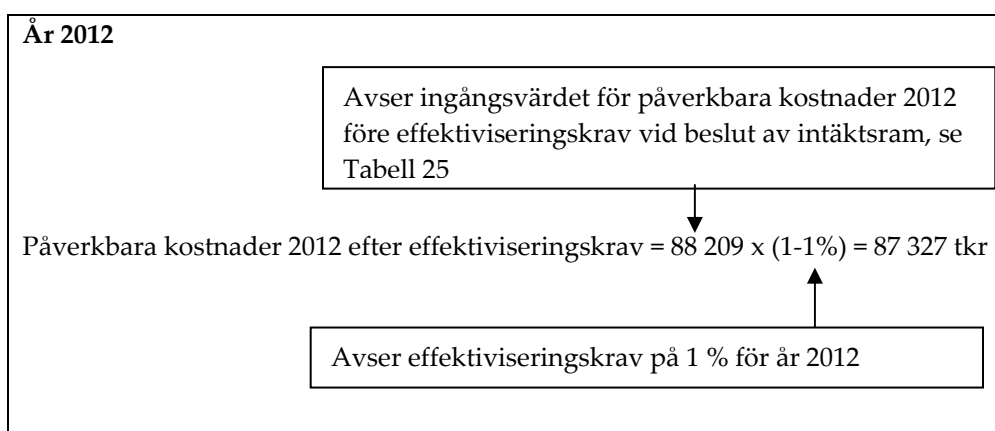 År 2012
Avser ingångsvärdet för påverkbara kostnader 2012
före effektiviseringskrav vid beslut av intäktsram, se
Tabell 25
Påverkbara kostnader 2012 efter effektiviseringskrav = 88 209 x (1-1%) = 87 327 tkr
Avser effektiviseringskrav på 1 % för år 2012